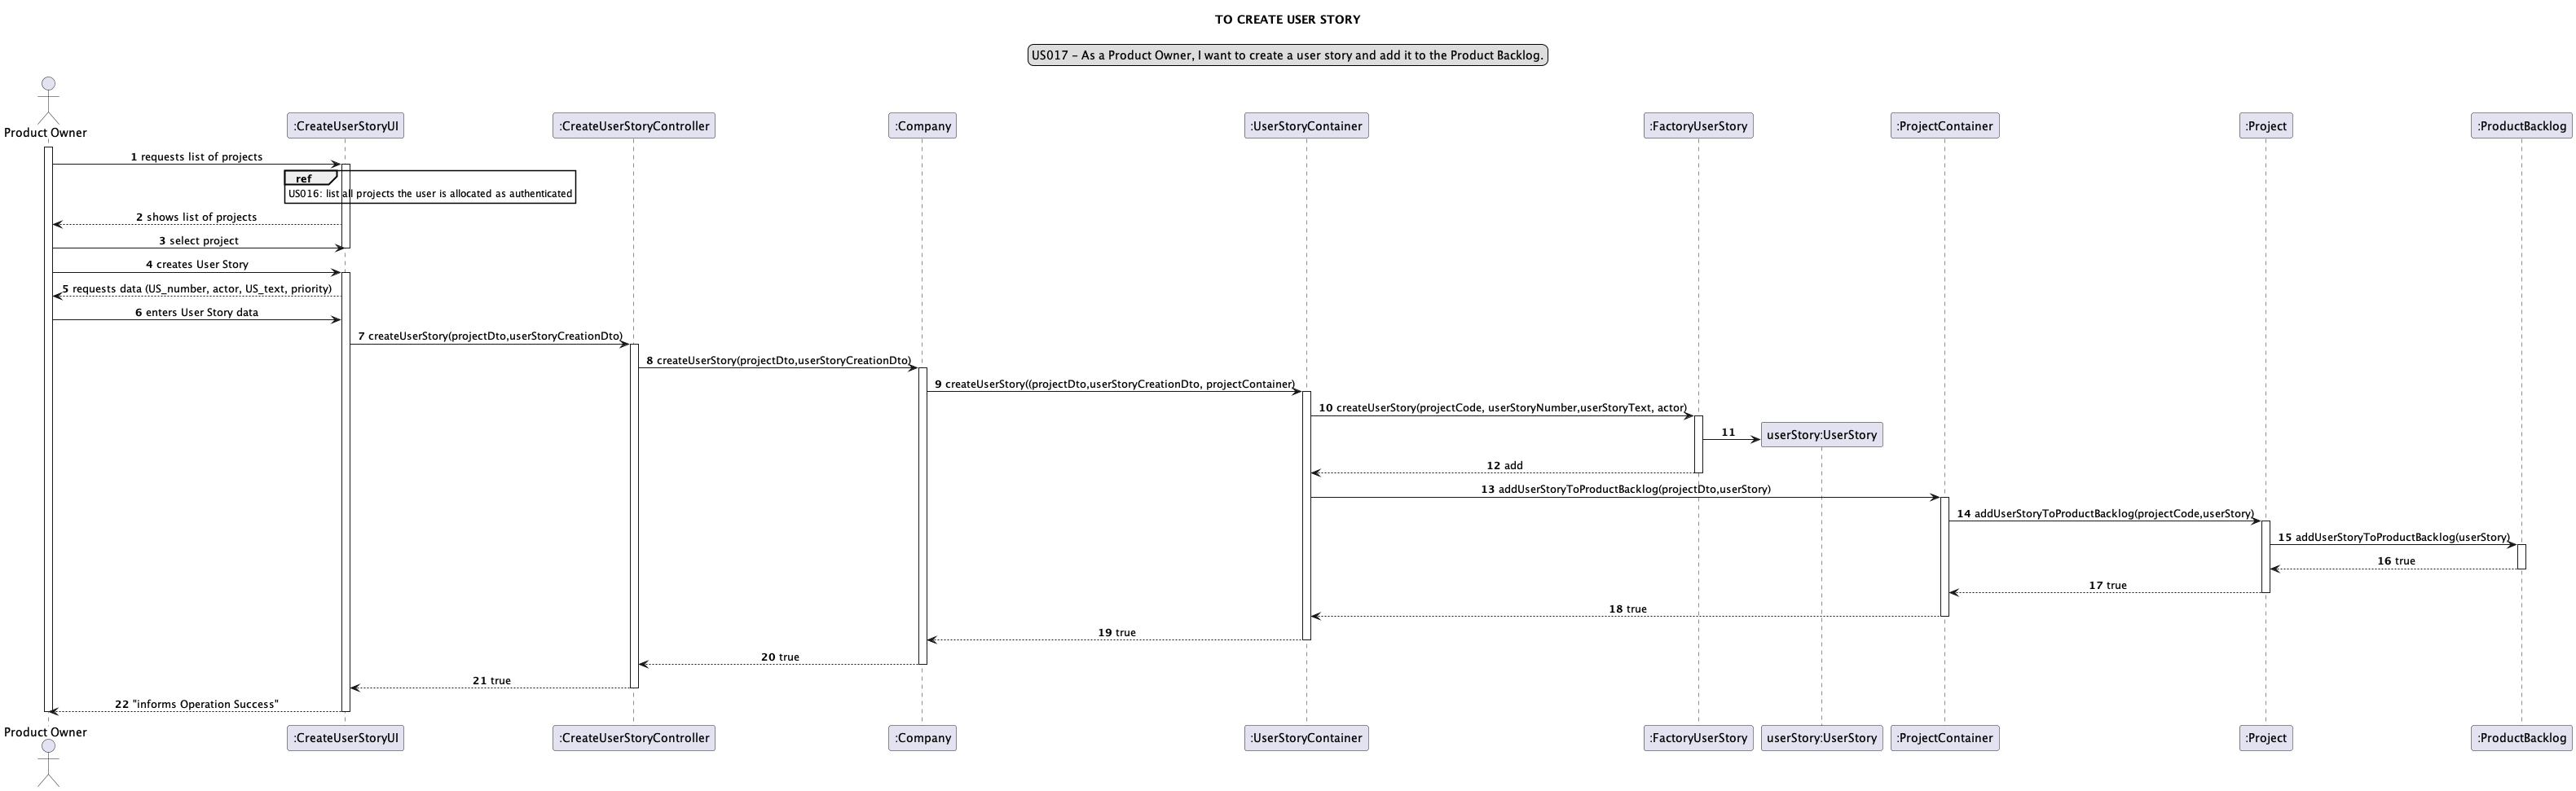 TO CREATE USER STORY
US017 – As a Product Owner, I want to create a user story and add it to the Product Backlog.
Product Owner
:CreateUserStoryUI
:CreateUserStoryController
:Company
:UserStoryContainer
:FactoryUserStory
:ProjectContainer
:Project
:ProductBacklog
1 requests list of projects
ref
US016: list all projects the user is allocated as authenticated
2 shows list of projects
3 select project
4 creates User Story
5 requests data (US_number, actor, US_text, priority)
6 enters User Story data
7 createUserStory(projectDto,userStoryCreationDto)
8 createUserStory(projectDto,userStoryCreationDto)
9 createUserStory((projectDto,userStoryCreationDto, projectContainer)
10 createUserStory(projectCode, userStoryNumber,userStoryText, actor)
11
userStory:UserStory
12 add
13 addUserStoryToProductBacklog(projectDto,userStory)
14 addUserStoryToProductBacklog(projectCode,userStory)
15 addUserStoryToProductBacklog(userStory)
16 true
17 true
18 true
19 true
20 true
21 true
22 "informs Operation Success"
Product Owner
:CreateUserStoryUI
:CreateUserStoryController
:Company
:UserStoryContainer
:FactoryUserStory
userStory:UserStory
:ProjectContainer
:Project
:ProductBacklog